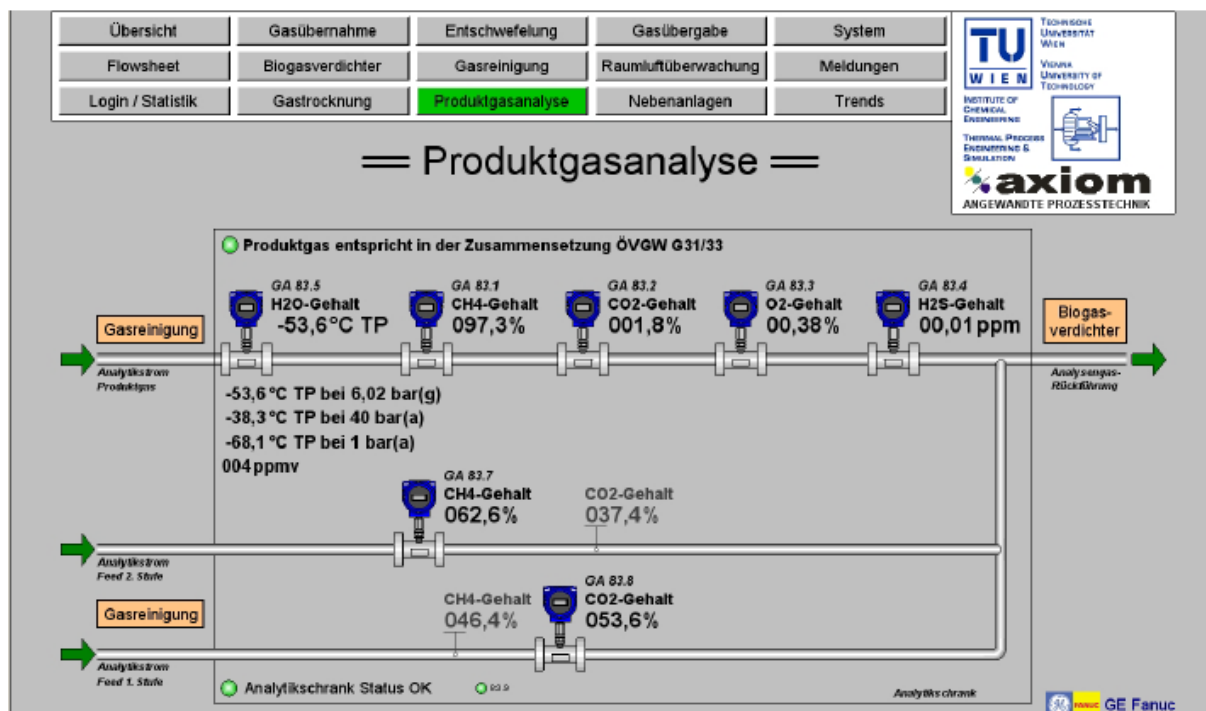 Übersicht
Gasübernahme
Entschwefelung
Gasübergabe
System
Flowsheet
Biogasverdichter
Gasreinigung
Raumluftüberwachung
Meldungen
Login / Statistik
Gastrocknung
Produktgasanalyse
Nebenanlagen
Trends
TU
WIEN
TECHNISCHE
UNIVERSITÄT
WIEN
VIENNA
UNIVERSITY OF
TECHNOLOGY
INSTITUTE OF
CHEMICAL
ENGINEERING
THERMAL PROCESS
ENGINEERING &
SIMULATION
axiom
ANGEWANDTE PROZESSTECHNIK
== Produktgasanalyse ==
Produktgas entspricht in der Zusammensetzung ÖVGW G31/33
GA 83.5
H2O-Gehalt
-53,6°C TP
GA 83.1
CH4-Gehalt
097,3%
GA 83.2
CO2-Gehalt
001,8%
GA 83.3
O2-Gehalt
00,38%
GA 83.4
H2S-Gehalt
00,01 ppm
Gasreinigung
Biogas-
verdichter
Analytikstrom
Produktgas
Analysengas-
Rückführung
-53,6°C TP bei 6,02 bar(g)
-38,3°C TP bei 40 bar(a)
-68,1°C TP bei 1 bar(a)
004 ppmv
GA 83.7
CH4-Gehalt
062,6%
CO2-Gehalt
037,4%
Analytikstrom
Feed 2. Stufe
Gasreinigung
CH4-Gehalt
046,4%
GA 83.8
CO2-Gehalt
053,6%
Analytikstrom
Feed 1. Stufe
Analytikschrank Status OK
83.9
Analytikschrank
GE
FANUC
GE Fanuc